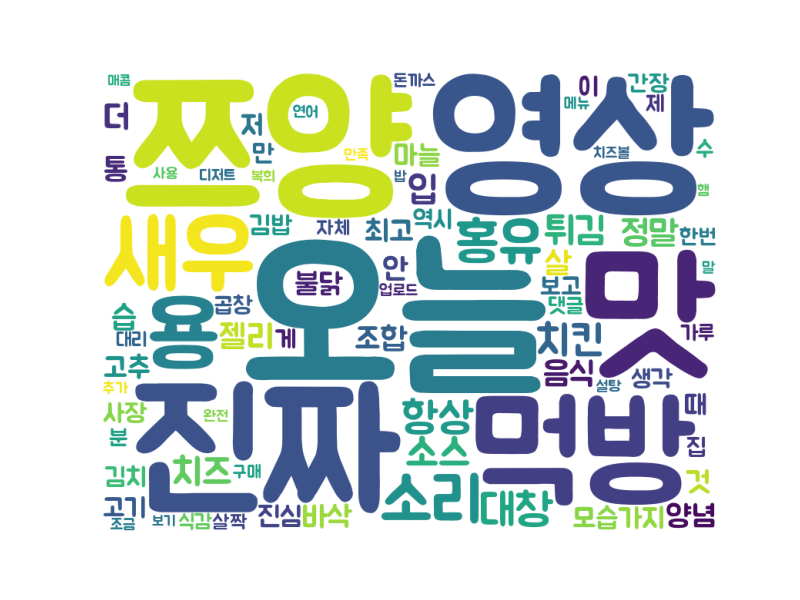 매콤 쯔양 돈까스 영상 이 간장
더 연어 메뉴 제
저 만 만족 마늘 치즈볼 수
통 사용 디저트 복희 밥 입 햄
새우 김밥 자체 최고 역시 홍유 튀김 정말 한번
오늘 불닭 안 업로드 살 맛 말
습 용 곱창 보고 댓글
대리 젤리 게 조합 치킨 가루
고추 음식 설탕 생각
추가 진짜 먹방
사장 완전 항상 때
분 소스 집
김치 치즈 구매 소리 대창 것
고기 진심 바삭 모습 가지 양념
조금 보기 식감 살짝